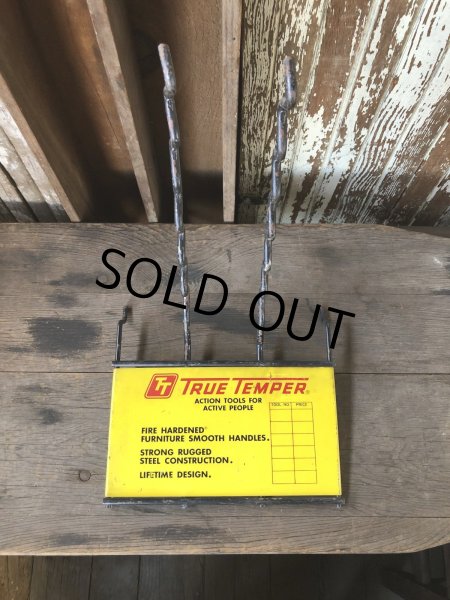 SOLD OUT
TT TRUE TEMPER®
ACTION TOOLS FOR
ACTIVE PEOPLE
TOOL NO. PRICE
FIRE HARDENED
FURNITURE SMOOTH HANDLES.
STRONG RUGGED
STEEL CONSTRUCTION.
LIFETIME DESIGN.